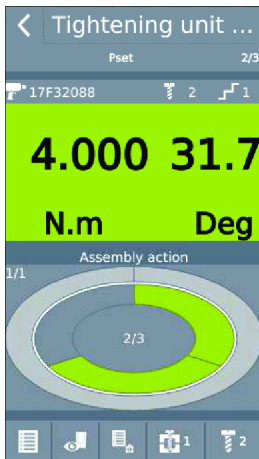 Tightening unit ...
Pset 2/3
17F32088 2 1
4.000 31.7
N.m Deg
Assembly action
1/1
2/3
1 2